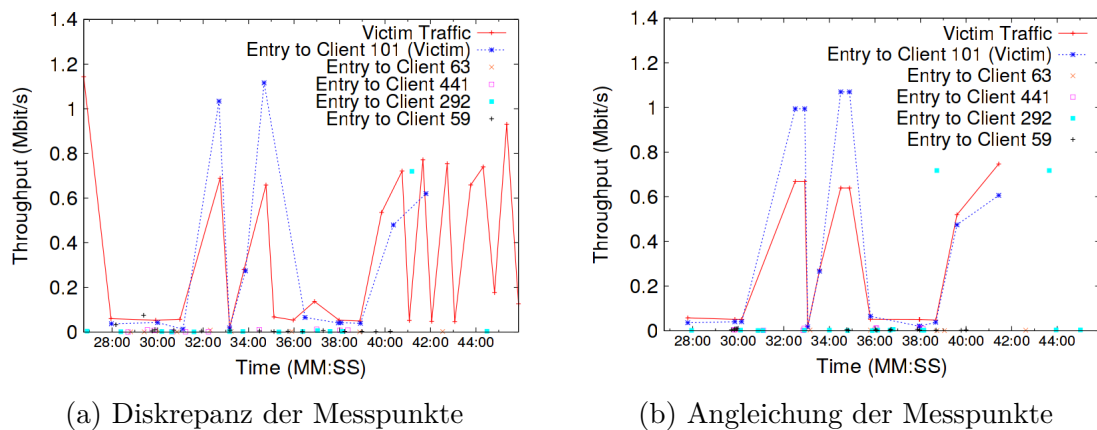 1.4
1.2
1
0.8
0.6
0.4
0.2
0
Throughput (Mbit/s)
Victim Traffic
Entry to Client 101 (Victim)
Entry to Client 63
Entry to Client 441
Entry to Client 292
Entry to Client 59
28:00 30:00 32:00 34:00 36:00 38:00 40:00 42:00 44:00
Time (MM:SS)
(a) Diskrepanz der Messpunkte
1.4
1.2
1
0.8
0.6
0.4
0.2
0
Throughput (Mbit/s)
Victim Traffic
Entry to Client 101 (Victim)
Entry to Client 63
Entry to Client 441
Entry to Client 292
Entry to Client 59
28:00 30:00 32:00 34:00 36:00 38:00 40:00 42:00 44:00
Time (MM:SS)
(b) Angleichung der Messpunkte